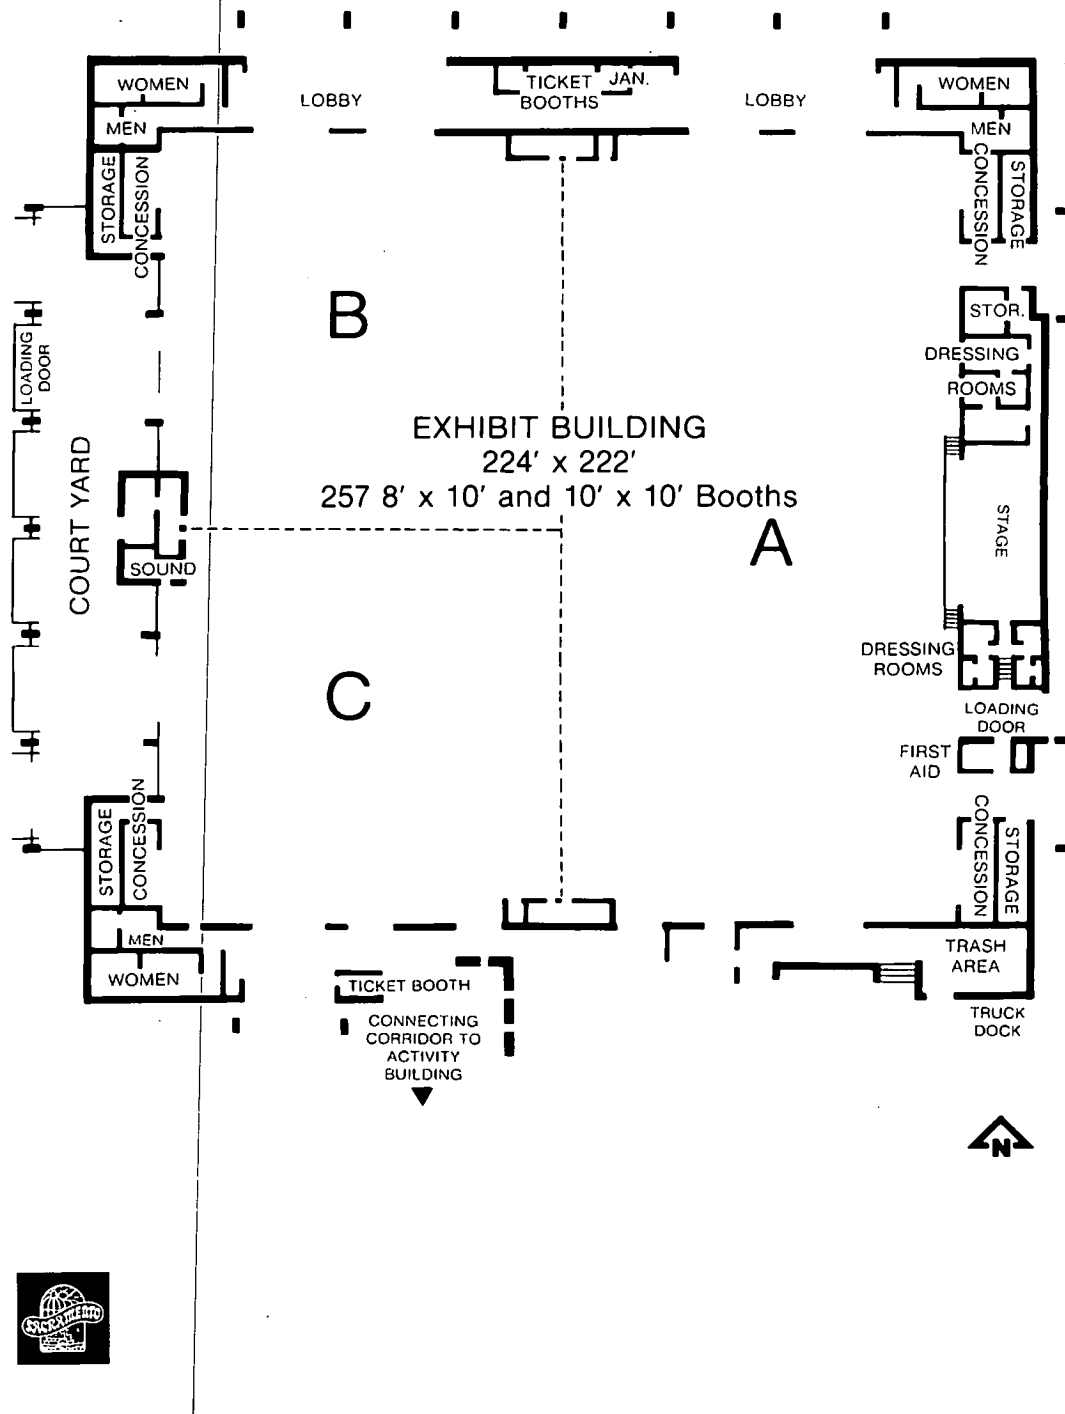 WOMEN
TICKET JAN.
BOOTHS
WOMEN
LOBBY
LOBBY
MEN
MEN
STORAGE
CONCESSION
CONCESSION
STORAGE
B
STOR.
LOADING
DOOR
DRESSING
ROOMS
EXHIBIT BUILDING
224' x 222'
257 8' x 10' and 10' x 10' Booths
COURT YARD
A
STAGE
SOUND
DRESSING
ROOMS
C
LOADING
DOOR
FIRST
AID
STORAGE
CONCESSION
CONCESSION
STORAGE
MEN
WOMEN
TRASH
AREA
TICKET BOOTH
TRUCK
DOCK
CONNECTING
CORRIDOR TO
ACTIVITY
BUILDING
N
SACRAMENTO